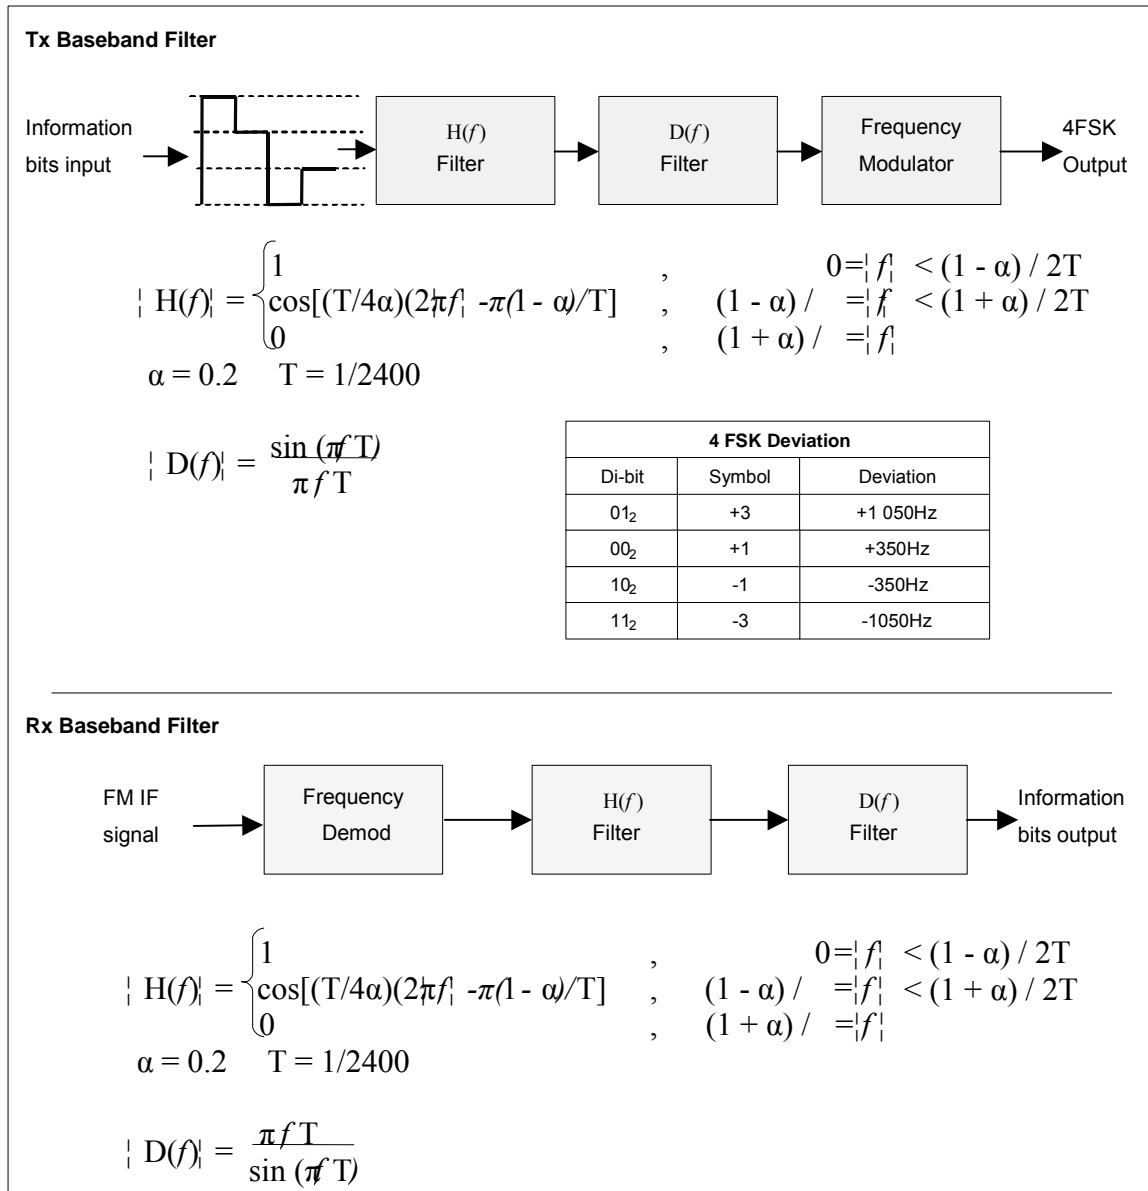 Tx Baseband Filter
Information
bits input
H(f)
Filter
D(f)
Filter
Frequency
Modulator
4FSK
Output
¦ H(f)¦ = 1 , 0=¦f¦ < (1 - α) / 2T
cos[(T/4α)(2π¦f¦ -π(1 - α)/T] , (1 - α) / =¦f¦ < (1 + α) / 2T
0 , (1 + α) / =¦f¦
α = 0.2 T = 1/2400
¦ D(f)¦ = sin (πfT)
πfT
4 FSK Deviation
Di-bit Symbol Deviation
01₂ +3 +1 050Hz
00₂ +1 +350Hz
10₂ -1 -350Hz
11₂ -3 -1050Hz
Rx Baseband Filter
FM IF
signal
Frequency
Demod
H(f)
Filter
D(f)
Filter
Information
bits output
¦ H(f)¦ = 1 , 0=¦f¦ < (1 - α) / 2T
cos[(T/4α)(2π¦f¦ -π(1 - α)/T] , (1 - α) / =¦f¦ < (1 + α) / 2T
0 , (1 + α) / =¦f¦
α = 0.2 T = 1/2400
¦ D(f)¦ = πfT
sin (πfT)